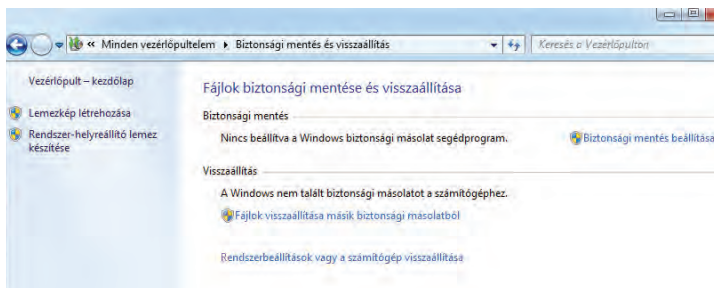 « Minden vezérlőpultelem ▸ Biztonsági mentés és visszaállítás
Keresés a Vezérlőpulton
Vezérlőpult – kezdőlap
Lemezkép létrehozása
Rendszer-helyreállító lemez
készítése
Fájlok biztonsági mentése és visszaállítása
Biztonsági mentés
Nincs beállítva a Windows biztonsági másolat segédprogram.
Biztonsági mentés beállítása
Visszaállítás
A Windows nem talált biztonsági másolatot a számítógéphez.
Fájlok visszaállítása másik biztonsági másolatból
Rendszerbeállítások vagy a számítógép visszaállítása